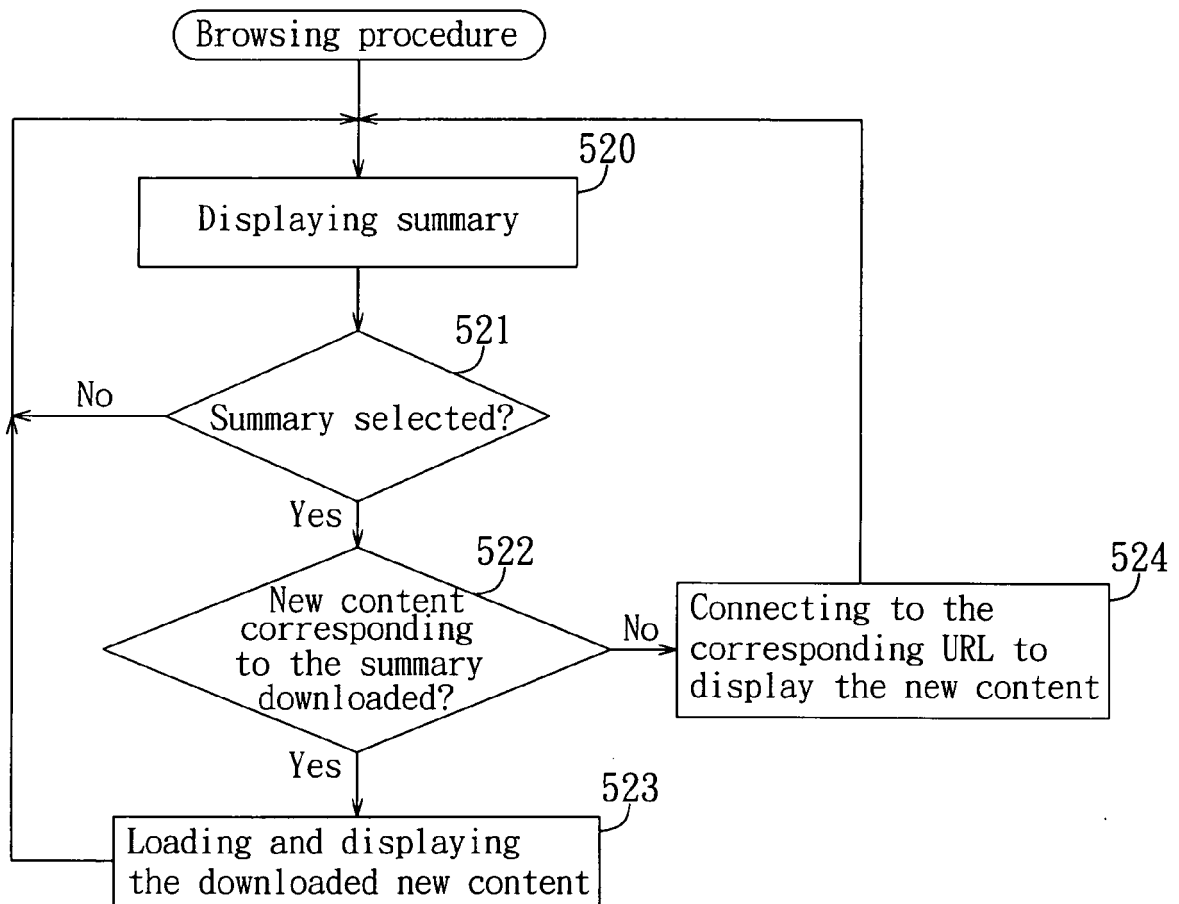 Browsing procedure
520
Displaying summary
521
No
Summary selected?
Yes
522
New content
corresponding
to the summary
downloaded?
No
524
Connecting to the
corresponding URL to
display the new content
Yes
523
Loading and displaying
the downloaded new content